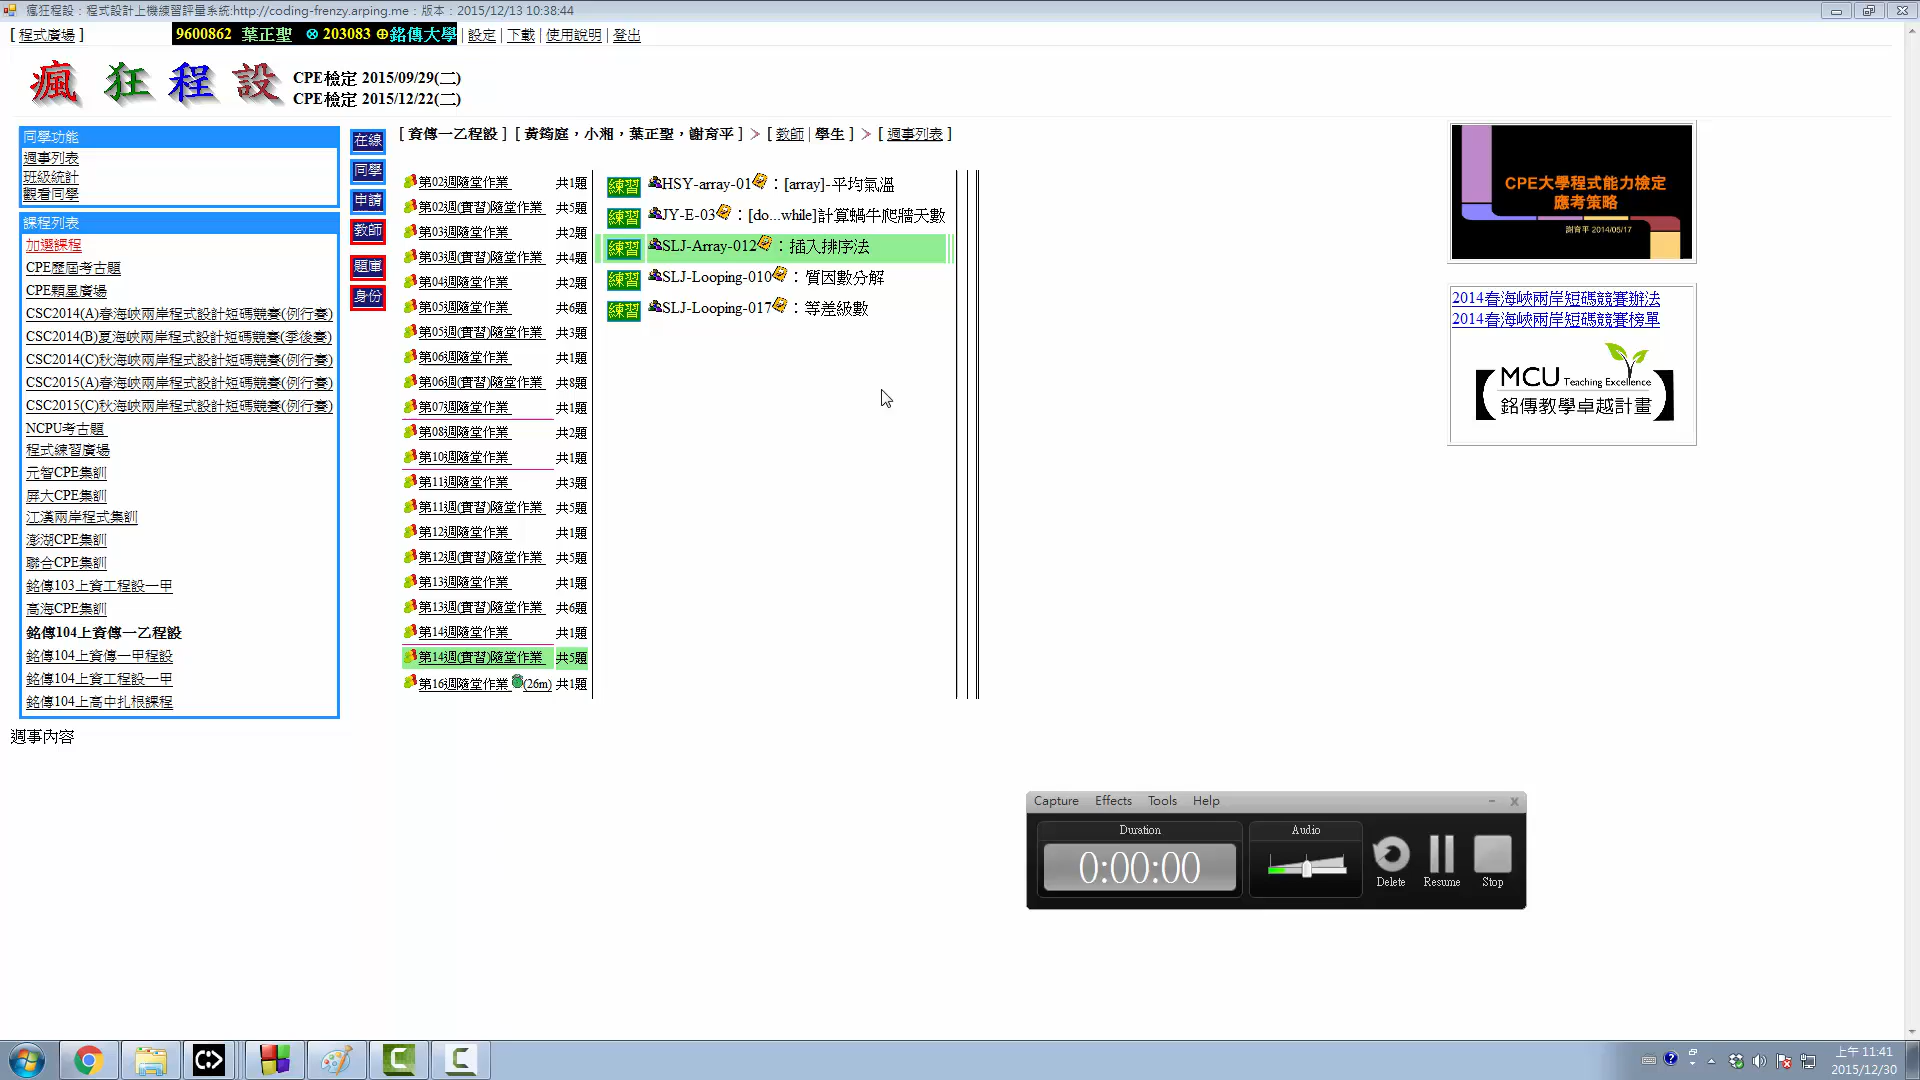 瘋狂程設：程式設計上機練習評量系統:http://coding-frenzy.arping.me：版本：2015/12/13 10:38:44
[ 程式廣場 ]
9600862 葉正聖 ⊗ 203083 ⊕銘傳大學 | 設定 | 下載 | 使用說明 | 登出
瘋 狂 程 設
CPE檢定 2015/09/29(二)
CPE檢定 2015/12/22(二)
同學功能
週事列表
班級統計
觀看同學
課程列表
加選課程
CPE歷屆考古題
CPE顆星廣場
CSC2014(A)春海峽兩岸程式設計短碼競賽(例行賽)
CSC2014(B)夏海峽兩岸程式設計短碼競賽(季後賽)
CSC2014(C)秋海峽兩岸程式設計短碼競賽(例行賽)
CSC2015(A)春海峽兩岸程式設計短碼競賽(例行賽)
CSC2015(C)秋海峽兩岸程式設計短碼競賽(例行賽)
NCPU考古題
程式練習廣場
元智CPE集訓
屏大CPE集訓
江漢兩岸程式集訓
澎湖CPE集訓
聯合CPE集訓
銘傳103上資工程設一甲
高海CPE集訓
銘傳104上資傳一乙程設
銘傳104上資傳一甲程設
銘傳104上資工程設一甲
銘傳104上高中扎根課程
週事內容
在線
同學
申請
教師
題庫
身份
[ 資傳一乙程設 ] [ 黃筠庭，小湘，葉正聖，謝育平 ] > [ 教師 | 學生 ] > [ 週事列表 ]
第02週隨堂作業 共1題
第02週(實習)隨堂作業 共5題
第03週隨堂作業 共2題
第03週(實習)隨堂作業 共4題
第04週隨堂作業 共2題
第05週隨堂作業 共6題
第05週(實習)隨堂作業 共3題
第06週隨堂作業 共1題
第06週(實習)隨堂作業 共8題
第07週隨堂作業 共1題
第08週隨堂作業 共2題
第10週隨堂作業 共1題
第11週隨堂作業 共3題
第11週(實習)隨堂作業 共5題
第12週隨堂作業 共1題
第12週(實習)隨堂作業 共5題
第13週隨堂作業 共1題
第13週(實習)隨堂作業 共6題
第14週隨堂作業 共1題
第14週(實習)隨堂作業 共5題
第16週隨堂作業 (26m) 共1題
練習 HSY-array-01：[array]-平均氣溫
練習 JY-E-03：[do...while]計算蝸牛爬牆天數
練習 SLJ-Array-012：插入排序法
練習 SLJ-Looping-010：質因數分解
練習 SLJ-Looping-017：等差級數
CPE大學程式能力檢定
應考策略
謝育平 2014/05/17
2014春海峽兩岸短碼競賽辦法
2014春海峽兩岸短碼競賽榜單
MCU Teaching Excellence
銘傳教學卓越計畫
Capture Effects Tools Help
Duration
0:00:00
Audio
Delete Resume Stop
上午 11:41
2015/12/30